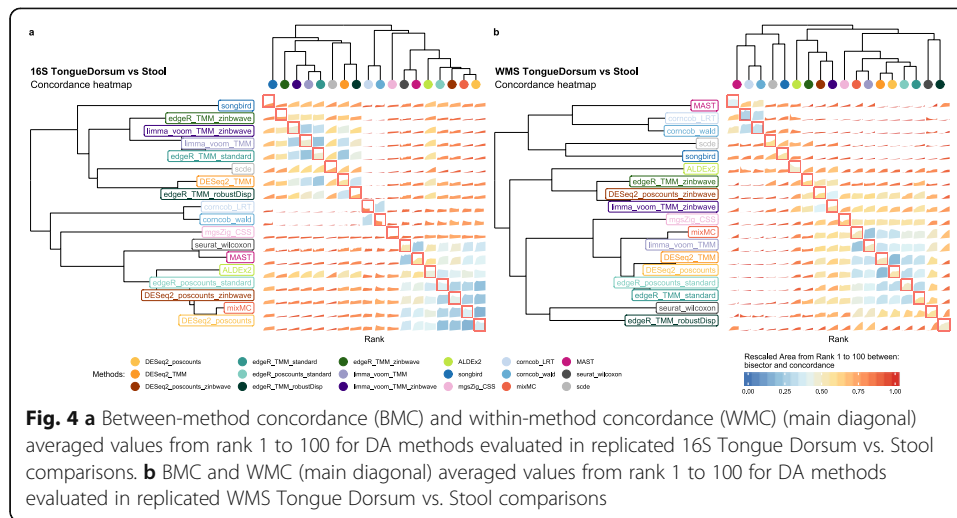 a
16S TongueDorsum vs Stool
Concordance heatmap
songbird
edgeR_TMM_zinbwave
limma_voom_TMM_zinbwave
limma_voom_TMM
edgeR_TMM_standard
scde
DESeq2_TMM
edgeR_TMM_robustDisp
corncob_LRT
corncob_wald
mgsZig_CSS
seurat_wilcoxon
MAST
ALDEx2
edgeR_poscounts_standard
DESeq2_poscounts_zinbwave
mixMC
DESeq2_poscounts
Rank
b
WMS TongueDorsum vs Stool
Concordance heatmap
MAST
corncob_LRT
corncob_wald
scde
songbird
ALDEx2
edgeR_TMM_zinbwave
DESeq2_poscounts_zinbwave
limma_voom_TMM_zinbwave
mgsZig_CSS
mixMC
limma_voom_TMM
DESeq2_TMM
DESeq2_poscounts
edgeR_poscounts_standard
edgeR_TMM_standard
seurat_wilcoxon
edgeR_TMM_robustDisp
Rank
Methods:
DESeq2_poscounts edgeR_TMM_standard edgeR_TMM_zinbwave ALDEx2 corncob_LRT MAST
DESeq2_TMM edgeR_poscounts_standard limma_voom_TMM songbird corncob_wald seurat_wilcoxon
DESeq2_poscounts_zinbwave edgeR_TMM_robustDisp limma_voom_TMM_zinbwave mgsZig_CSS mixMC scde
Rescaled Area from Rank 1 to 100 between:
bisector and concordance
0,00 0,25 0,50 0,75 1,00
Fig. 4 a Between-method concordance (BMC) and within-method concordance (WMC) (main diagonal)
averaged values from rank 1 to 100 for DA methods evaluated in replicated 16S Tongue Dorsum vs. Stool
comparisons. b BMC and WMC (main diagonal) averaged values from rank 1 to 100 for DA methods
evaluated in replicated WMS Tongue Dorsum vs. Stool comparisons